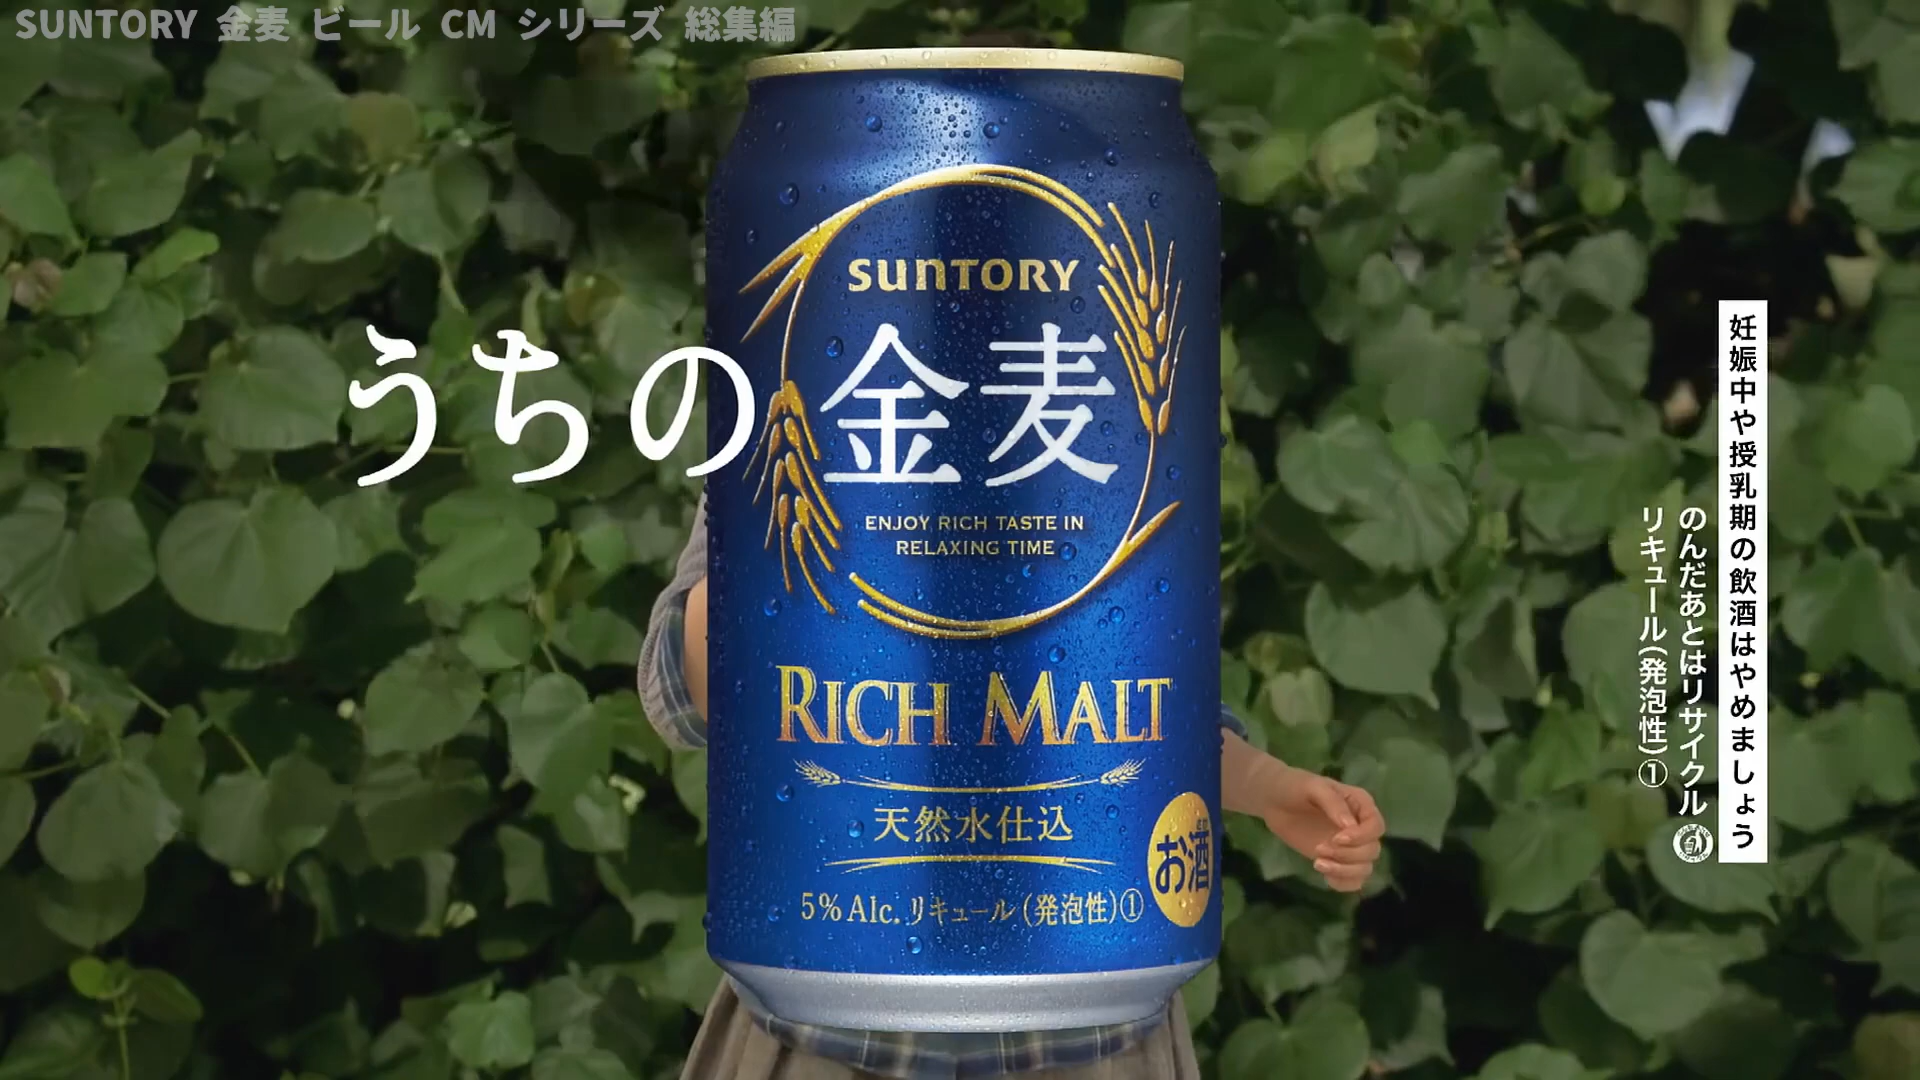 SUNTORY 金麦 ビール CM シリーズ 総集編
SUNTORY
うちの金麦
ENJOY RICH TASTE IN
RELAXING TIME
RICH MALT
天然水仕込
お酒
5% Alc. リキュール(発泡性)①
妊娠中や授乳期の飲酒はやめましょう
のんだあとはリサイクル
リキュール(発泡性)①